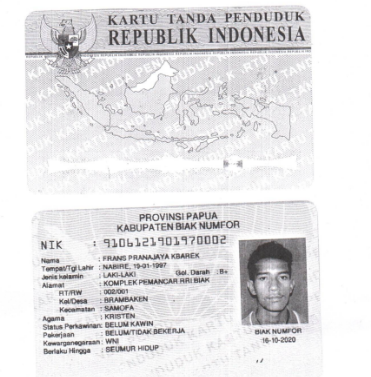 KARTU TANDA PENDUDUK
REPUBLIK INDONESIA
PROVINSI PAPUA
KABUPATEN BIAK NUMFOR
NIK : 9106121901970002
Nama : FRANS PRANAJAYA KBAREK
Tempat/Tgl Lahir : NABIRE, 19-01-1997
Jenis kelamin : LAKI-LAKI Gol. Darah : B+
Alamat : KOMPLEK PEMANCAR RRI BIAK
RT/RW : 002/001
Kel/Desa : BRAMBAKEN
Kecamatan : SAMOFA
Agama : KRISTEN
Status Perkawinan: BELUM KAWIN
Pekerjaan : BELUM/TIDAK BEKERJA
Kewarganegaraan: WNI
Berlaku Hingga : SEUMUR HIDUP
BIAK NUMFOR
16-10-2020